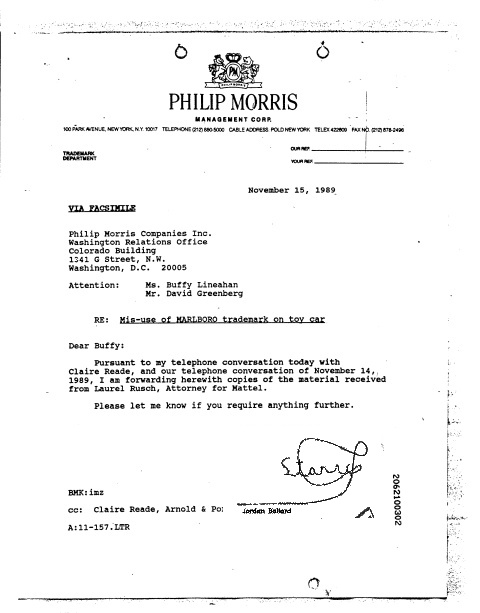 PHILIP MORRIS
MANAGEMENT CORP.
100 PARK AVENUE, NEW YORK, N.Y. 10017 TELEPHONE (212) 880-5000 CABLE ADDRESS POLD NEW YORK TELEX 422609 FAX NO. (212) 878-2496
TRADEMARK
DEPARTMENT
OUR REF.
YOUR REF.
November 15, 1989
VIA FACSIMILE
Philip Morris Companies Inc.
Washington Relations Office
Colorado Building
1341 G Street, N.W.
Washington, D.C. 20005
Attention: Ms. Buffy Lineahan
Mr. David Greenberg
RE: Mis-use of MARLBORO trademark on toy car
Dear Buffy:
Pursuant to my telephone conversation today with
Claire Reade, and our telephone conversation of November 14,
1989, I am forwarding herewith copies of the material received
from Laurel Rusch, Attorney for Mattel.
Please let me know if you require anything further.
BMK:imz
cc: Claire Reade, Arnold & Po
Jordan Bollard
A:11-157.LTR
2062100302